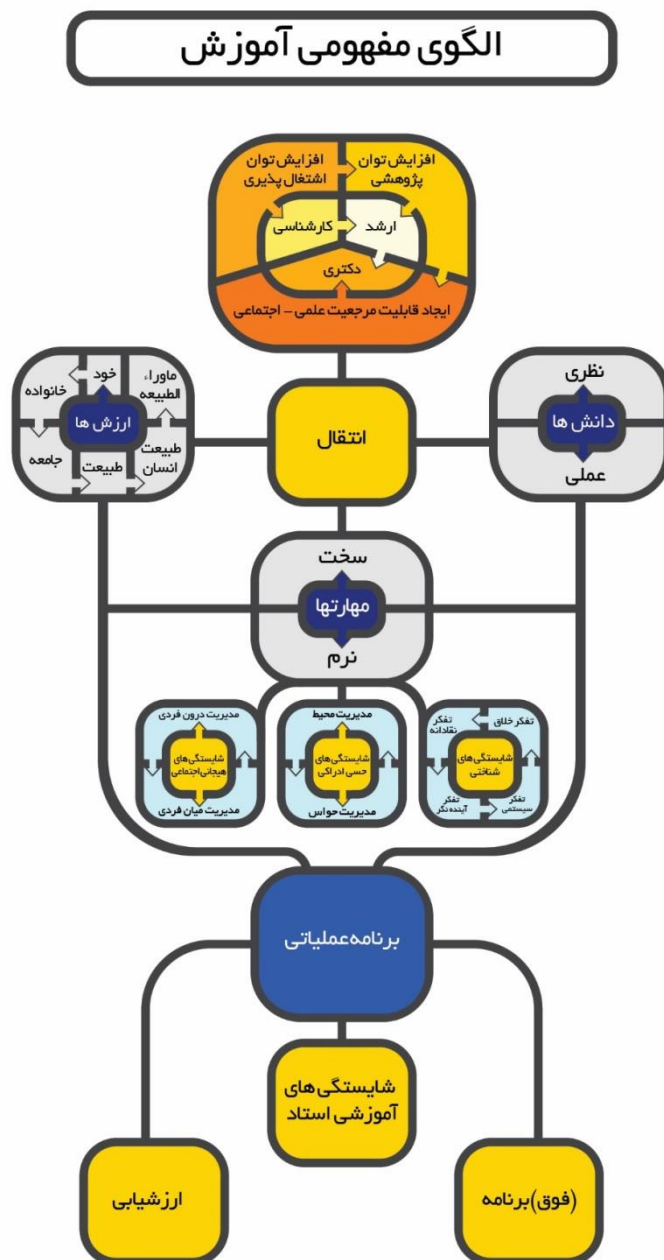 الگوی مفهومی آموزش
افزایش توان
پژوهشی
افزایش توان
اشتغال پذیری
ارشد
کارشناسی
دکتری
ایجاد قابلیت مرجعیت علمی – اجتماعی
نظری
دانش ها
عملی
انتقال
ماوراء
الطبیعه
خود
خانواده
ارزش ها
طبیعت
انسان
طبیعت
جامعه
سخت
مهارتها
نرم
تفکر خلاق
تفکر
نقادانه
شایستگی های
شناختی
تفکر
سیستمی
تفکر
آینده نگر
مدیریت محیط
شایستگی های
حسی ادراکی
مدیریت حواس
مدیریت درون فردی
شایستگی های
هیجانی اجتماعی
مدیریت میان فردی
برنامه عملیاتی
شایستگی های
آموزشی استاد
(فوق) برنامه
ارزشیابی